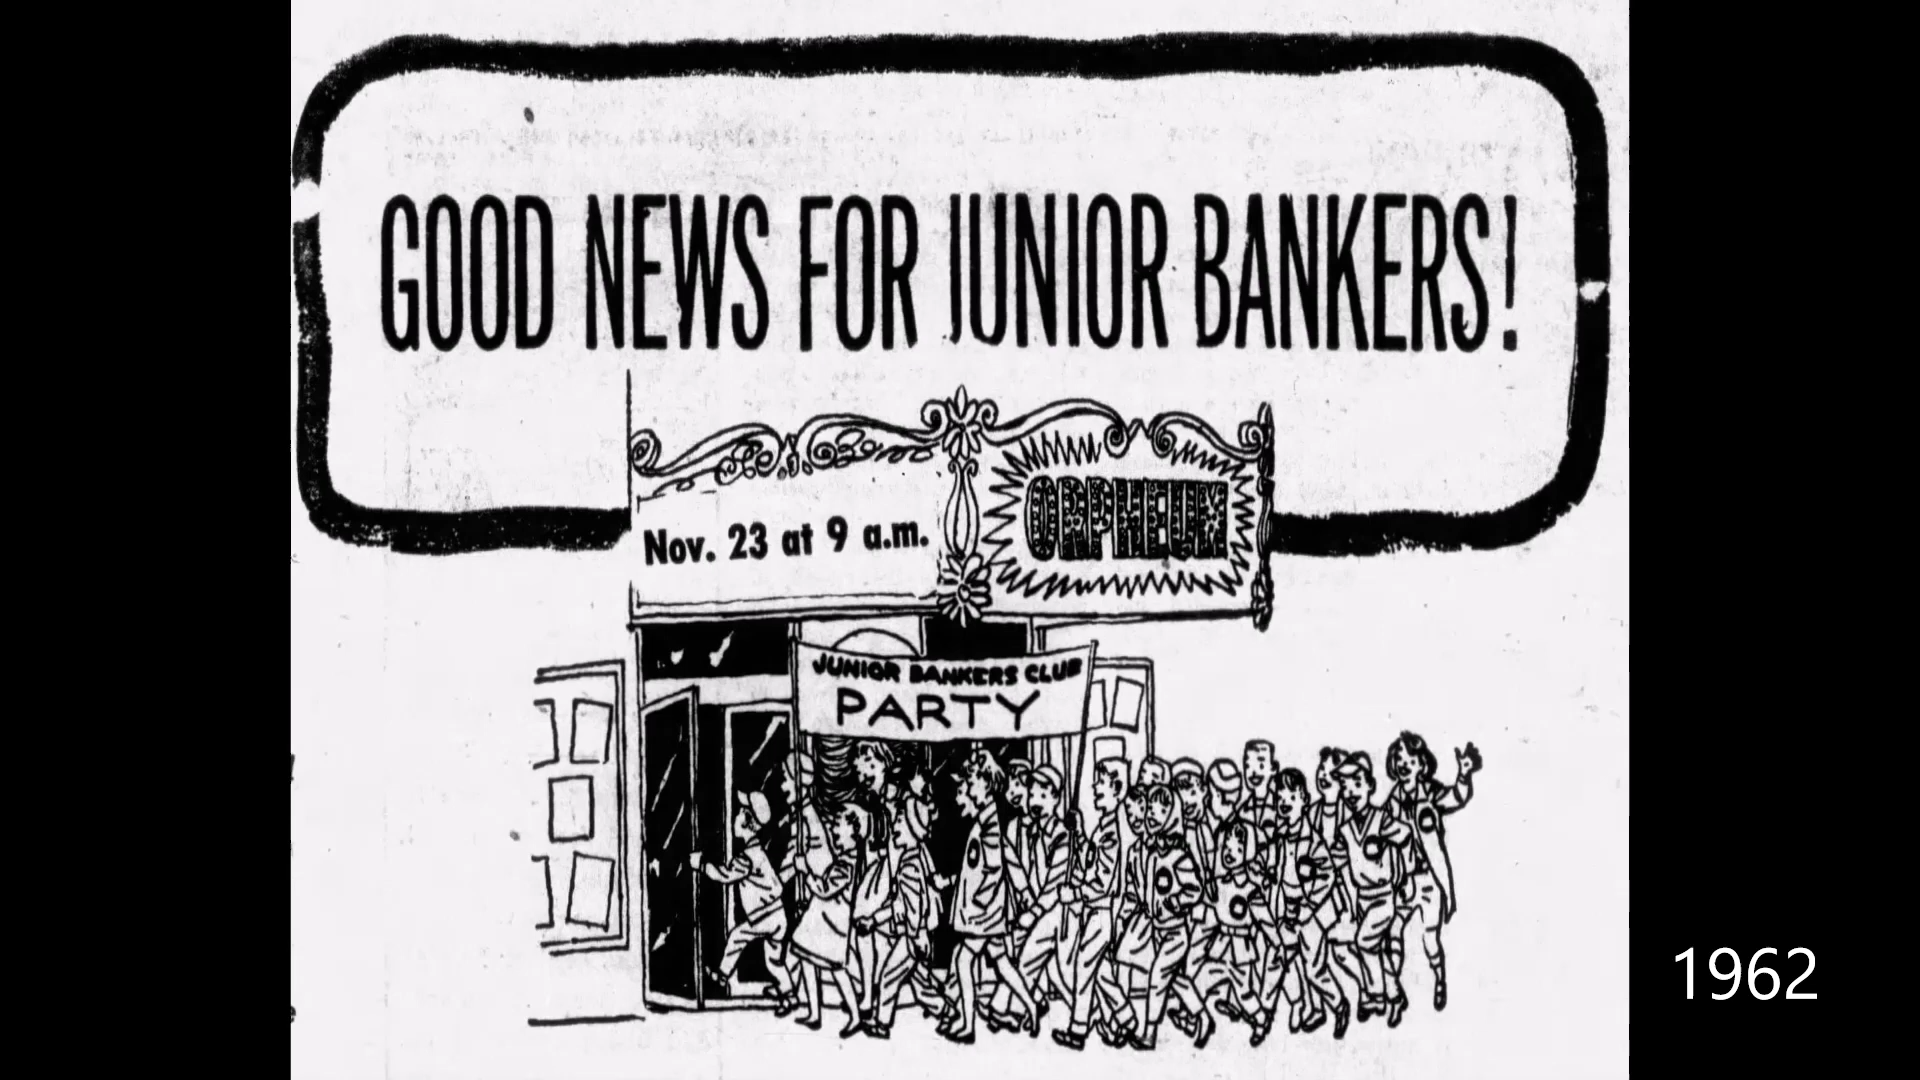 GOOD NEWS FOR JUNIOR BANKERS!
Nov. 23 at 9 a.m.
ORPHEUM
JUNIOR BANKERS CLUB
PARTY
1962